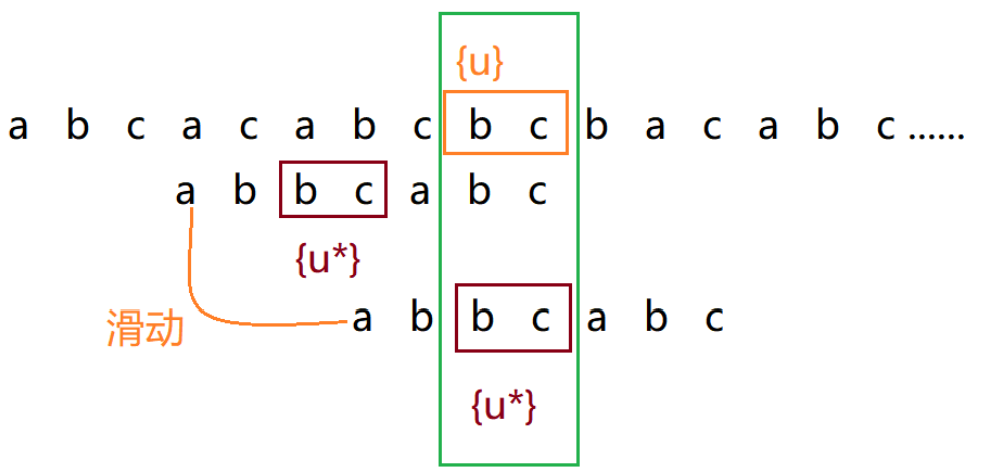 {u}
a b c a c a b c b c b a c a b c ......
a b b c a b c
{u*}
滑动 a b b c a b c
{u*}